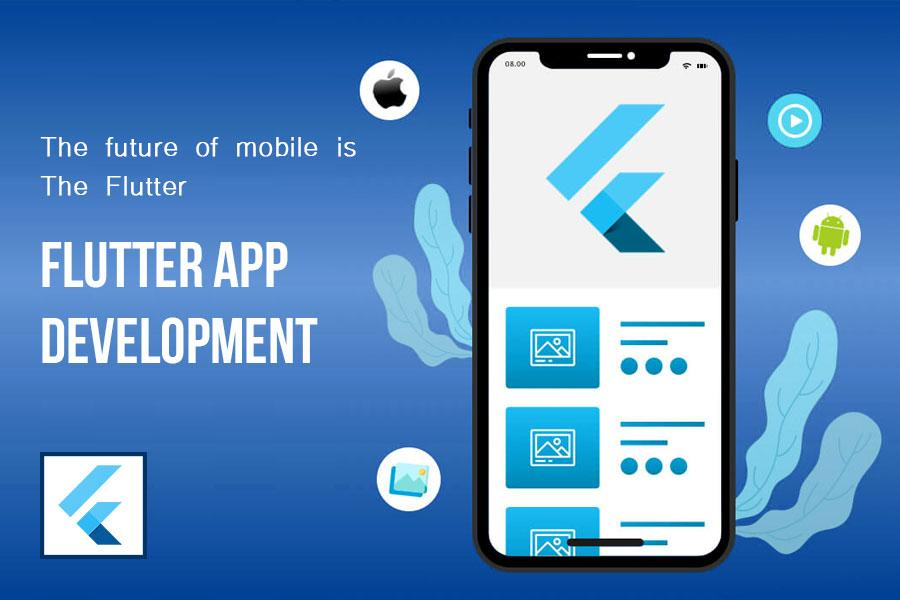 The future of mobile is
The Flutter
FLUTTER APP
DEVELOPMENT
08.00